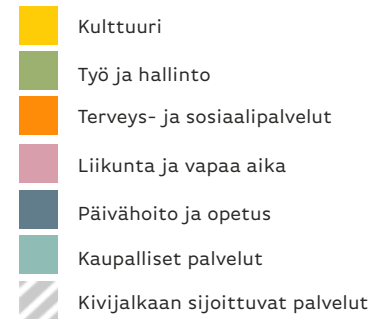 Kulttuuri
Työ ja hallinto
Terveys- ja sosiaalipalvelut
Liikunta ja vapaa aika
Päivähoito ja opetus
Kaupalliset palvelut
Kivijalkaan sijoittuvat palvelut